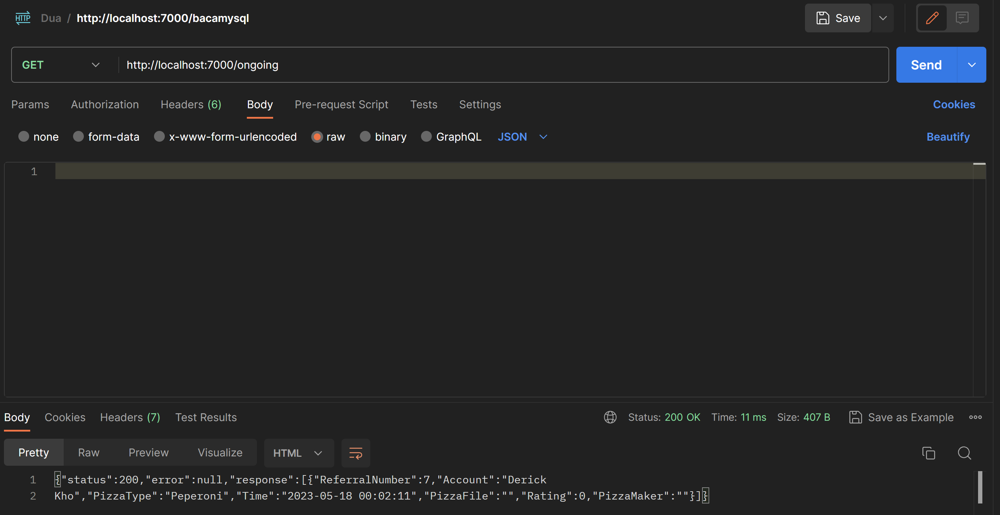 HTTP Dua / http://localhost:7000/bacamysql Save
GET http://localhost:7000/ongoing Send
Params Authorization Headers (6) Body Pre-request Script Tests Settings Cookies
none form-data x-www-form-urlencoded raw binary GraphQL JSON Beautify
1
Body Cookies Headers (7) Test Results Status: 200 OK Time: 11 ms Size: 407 B Save as Example
Pretty Raw Preview Visualize HTML
1 {"status":200,"error":null,"response":[{"ReferralNumber":7,"Account":"Derick
2 Kho","PizzaType":"Peperoni","Time":"2023-05-18 00:02:11","PizzaFile":"","Rating":0,"PizzaMaker":""}]}